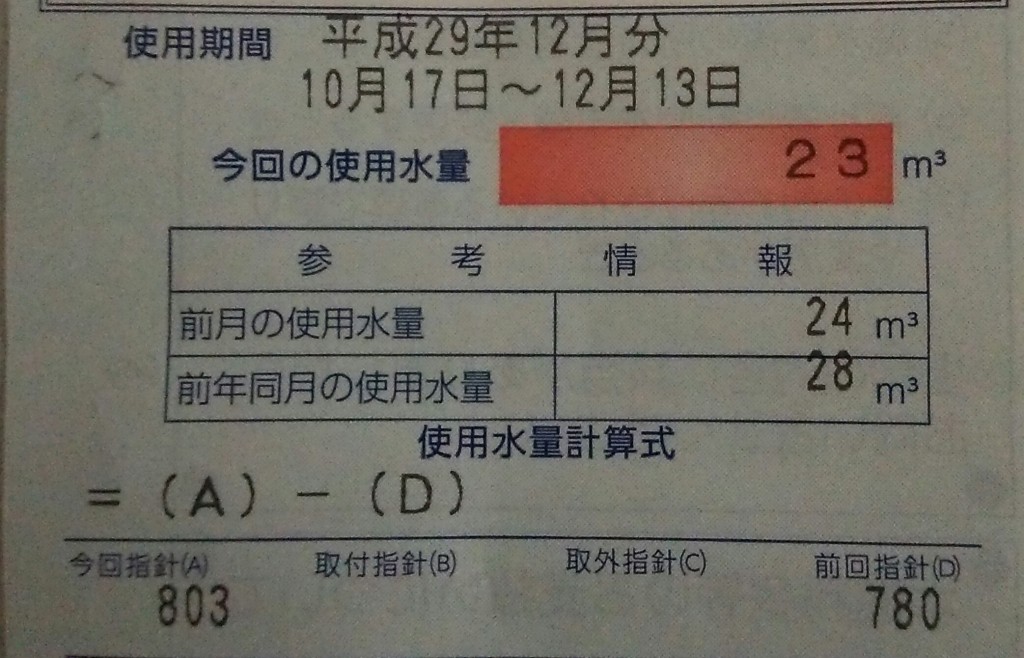 使用期間 平成29年12月分
10月17日～12月13日
今回の使用水量 23 m³
参考情報
前月の使用水量 24 m³
前年同月の使用水量 28 m³
使用水量計算式
=(A)-(D)
今回指針(A) 取付指針(B) 取外指針(C) 前回指針(D)
803 780